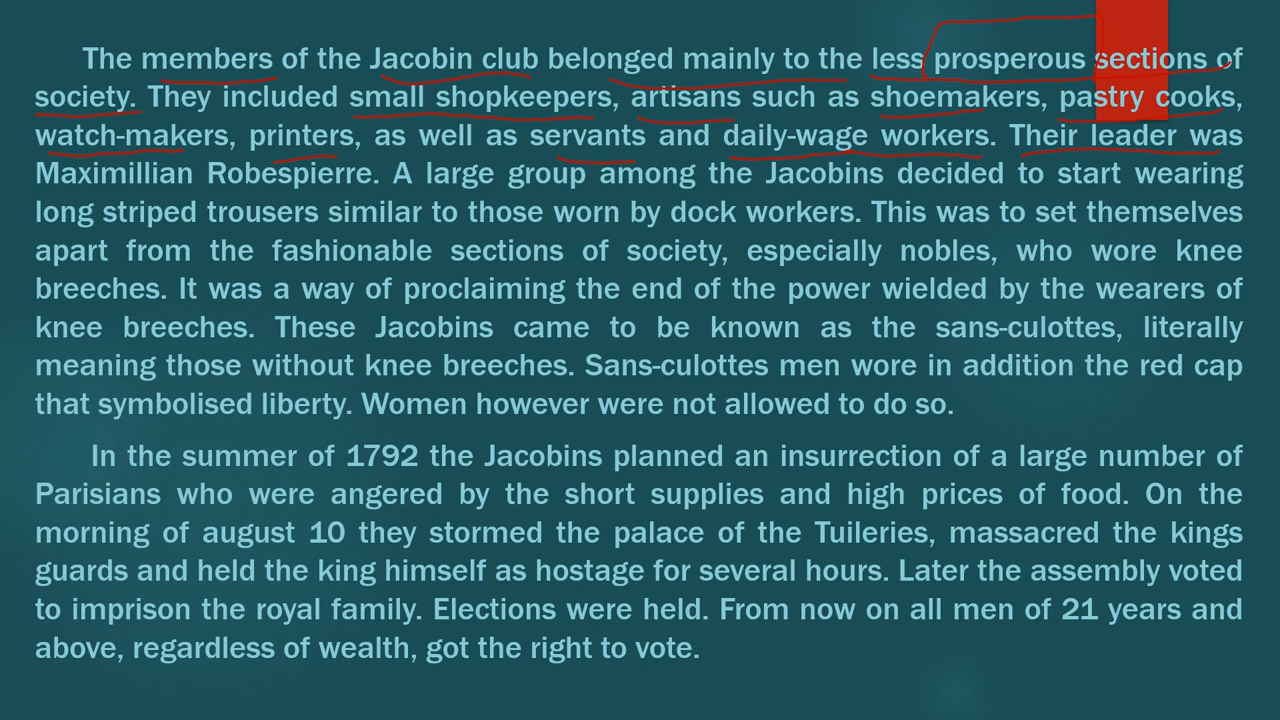 The members of the Jacobin club belonged mainly to the less prosperous sections of
society. They included small shopkeepers, artisans such as shoemakers, pastry cooks,
watch-makers, printers, as well as servants and daily-wage workers. Their leader was
Maximillian Robespierre. A large group among the Jacobins decided to start wearing
long striped trousers similar to those worn by dock workers. This was to set themselves
apart from the fashionable sections of society, especially nobles, who wore knee
breeches. It was a way of proclaiming the end of the power wielded by the wearers of
knee breeches. These Jacobins came to be known as the sans-culottes, literally
meaning those without knee breeches. Sans-culottes men wore in addition the red cap
that symbolised liberty. Women however were not allowed to do so.
In the summer of 1792 the Jacobins planned an insurrection of a large number of
Parisians who were angered by the short supplies and high prices of food. On the
morning of august 10 they stormed the palace of the Tuileries, massacred the kings
guards and held the king himself as hostage for several hours. Later the assembly voted
to imprison the royal family. Elections were held. From now on all men of 21 years and
above, regardless of wealth, got the right to vote.